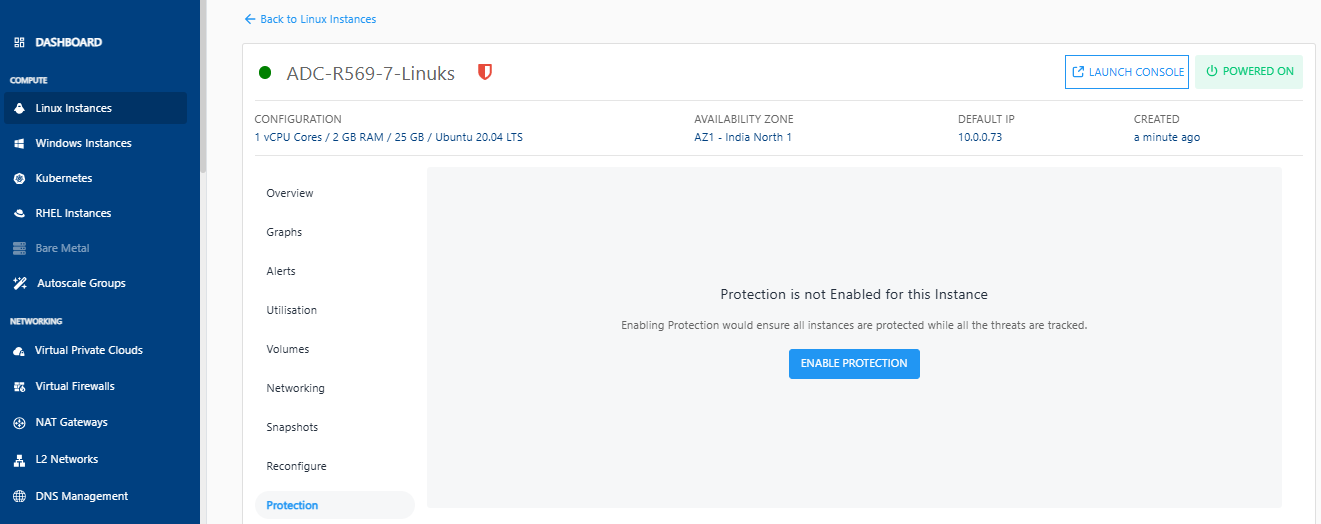 Back to Linux Instances
DASHBOARD
COMPUTE
Linux Instances
Windows Instances
Kubernetes
RHEL Instances
Bare Metal
Autoscale Groups
NETWORKING
Virtual Private Clouds
Virtual Firewalls
NAT Gateways
L2 Networks
DNS Management
ADC-R569-7-Linuks
LAUNCH CONSOLE
POWERED ON
CONFIGURATION
1 vCPU Cores / 2 GB RAM / 25 GB / Ubuntu 20.04 LTS
AVAILABILITY ZONE
AZ1 - India North 1
DEFAULT IP
10.0.0.73
CREATED
a minute ago
Overview
Graphs
Alerts
Utilisation
Volumes
Networking
Snapshots
Reconfigure
Protection
Protection is not Enabled for this Instance
Enabling Protection would ensure all instances are protected while all the threats are tracked.
ENABLE PROTECTION